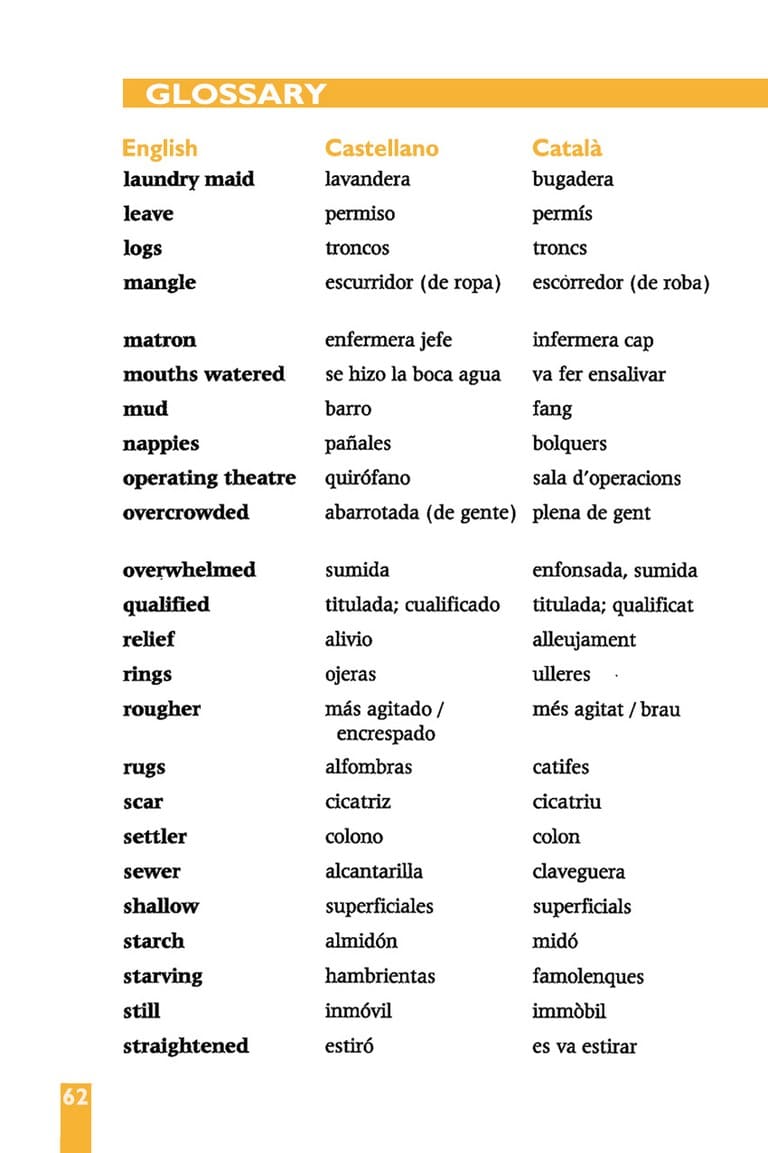 GLOSSARY
English Castellano Català
laundry maid lavandera bugadera
leave permiso permís
logs troncos troncs
mangle escurridor (de ropa) escòrredor (de roba)
matron enfermera jefe infermera cap
mouths watered se hizo la boca agua va fer ensalivar
mud barro fang
nappies pañales bolquers
operating theatre quirófano sala d'operacions
overcrowded abarrotada (de gente) plena de gent
overwhelmed sumida enfonsada, sumida
qualified titulada; cualificado titulada; qualificat
relief alivio alleujament
rings ojeras ulleres
rougher más agitado / més agitat / brau
encrespado
rugs alfombras catifes
scar cicatriz cicatriu
settler colono colon
sewer alcantarilla claveguera
shallow superficiales superficials
starch almidón midó
starving hambrientas famolenques
still inmóvil immòbil
straightened estiró es va estirar
62